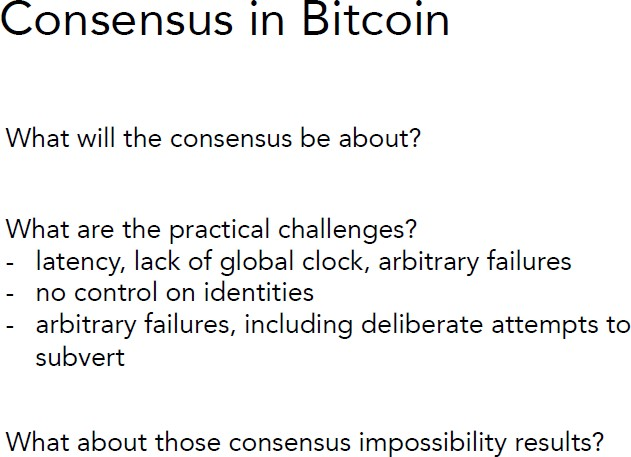 Consensus in Bitcoin
What will the consensus be about?
What are the practical challenges?
- latency, lack of global clock, arbitrary failures
- no control on identities
- arbitrary failures, including deliberate attempts to
subvert
What about those consensus impossibility results?